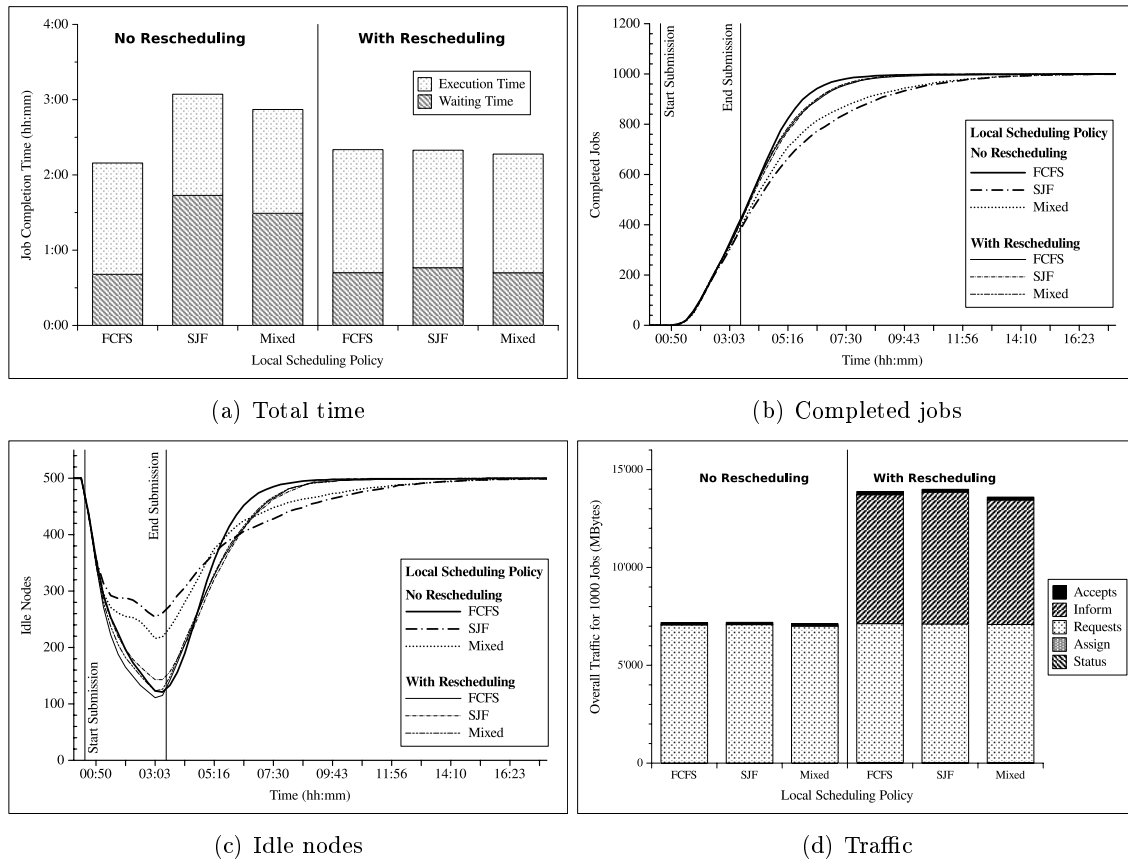 4:00
3:00
2:00
1:00
0:00
Job Completion Time (hh:mm)
No Rescheduling
With Rescheduling
Execution Time
Waiting Time
FCFS SJF Mixed FCFS SJF Mixed
Local Scheduling Policy
(a) Total time
1200
1000
800
600
400
200
0
Completed Jobs
Start Submission
End Submission
Local Scheduling Policy
No Rescheduling
FCFS
SJF
Mixed
With Rescheduling
FCFS
SJF
Mixed
00:50 03:03 05:16 07:30 09:43 11:56 14:10 16:23
Time (hh:mm)
(b) Completed jobs
500
400
300
200
100
0
Idle Nodes
Start Submission
End Submission
Local Scheduling Policy
No Rescheduling
FCFS
SJF
Mixed
With Rescheduling
FCFS
SJF
Mixed
00:50 03:03 05:16 07:30 09:43 11:56 14:10 16:23
Time (hh:mm)
(c) Idle nodes
15'000
10'000
5'000
0
Overall Traffic for 1000 Jobs (MBytes)
No Rescheduling
With Rescheduling
Accepts
Inform
Requests
Assign
Status
FCFS SJF Mixed FCFS SJF Mixed
Local Scheduling Policy
(d) Traffic